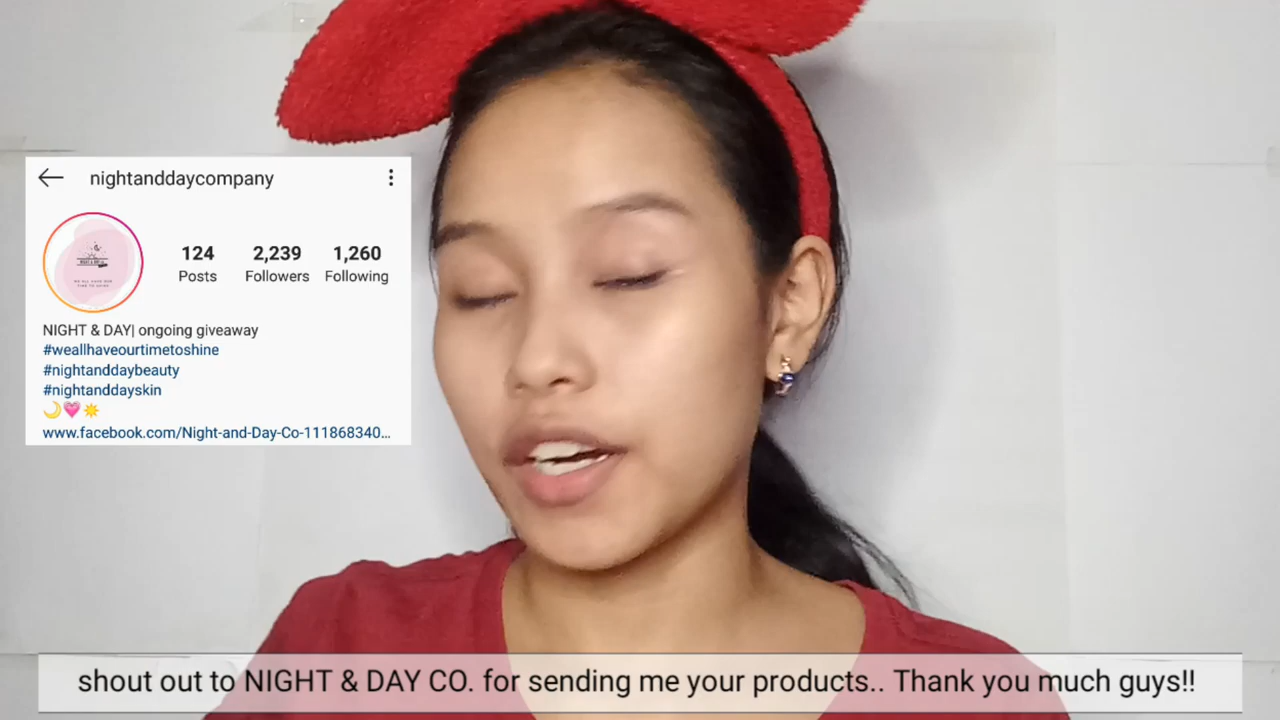 nightanddaycompany
124 2,239 1,260
Posts Followers Following
NIGHT & DAY| ongoing giveaway
#weallhaveourtimetoshine
#nightanddaybeauty
#nightanddayskin
www.facebook.com/Night-and-Day-Co-111868340...
shout out to NIGHT & DAY CO. for sending me your products.. Thank you much guys!!